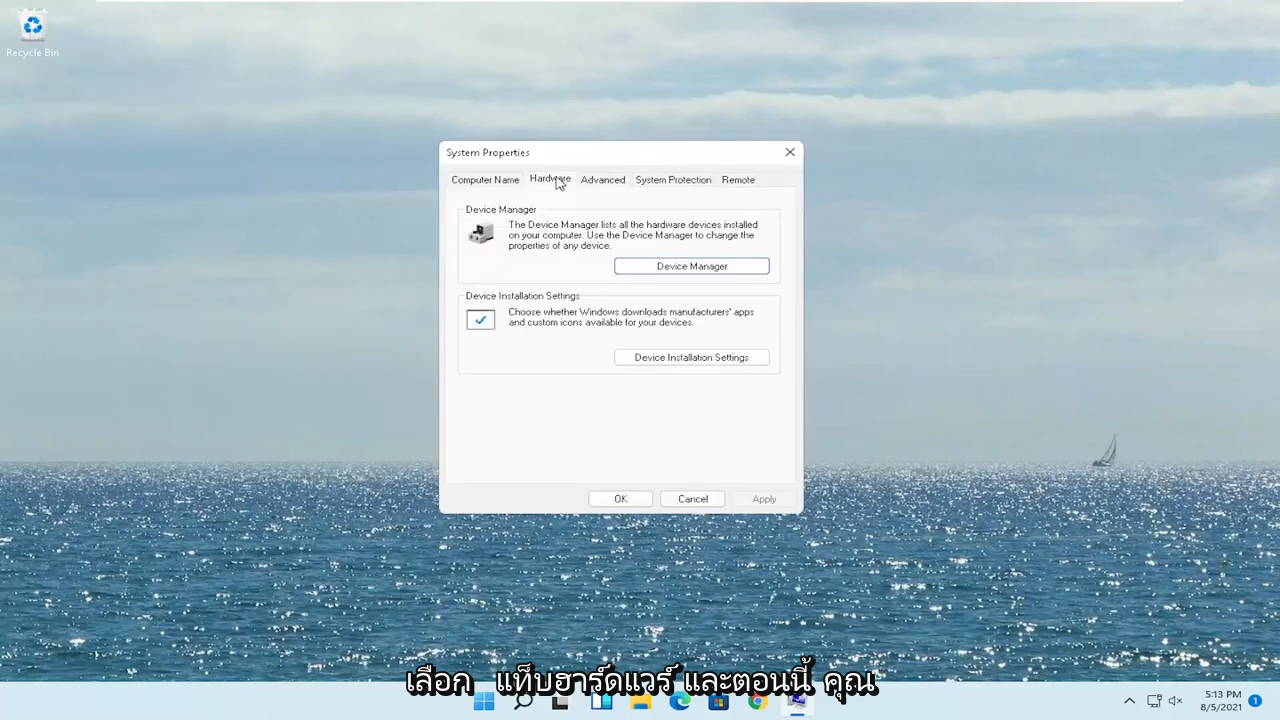 Recycle Bin
System Properties
Computer Name Hardware Advanced System Protection Remote
Device Manager
The Device Manager lists all the hardware devices installed
on your computer. Use the Device Manager to change the
properties of any device.
Device Manager
Device Installation Settings
Choose whether Windows downloads manufacturers' apps
and custom icons available for your devices.
Device Installation Settings
OK Cancel Apply
เลือก แท็บฮาร์ดแวร์ และตอนนี้ คุณ
5:13 PM
8/5/2021
1